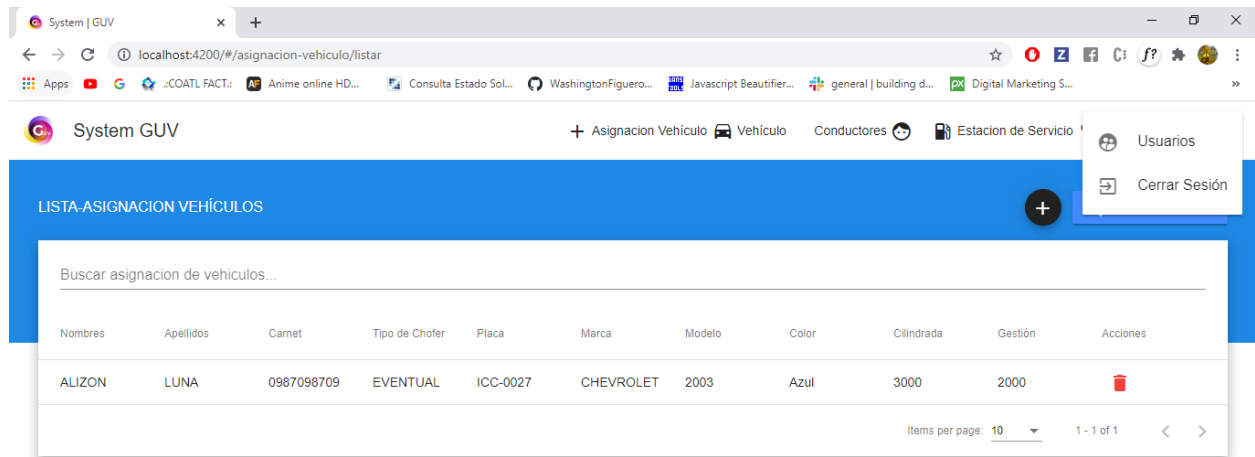 System | GUV
localhost:4200/#/asignacion-vehiculo/listar
Apps .:COATL FACT.: Anime online HD... Consulta Estado Sol... WashingtonFiguero... Javascript Beautifier... general | building d... Digital Marketing S...
System GUV
Asignacion Vehículo Vehículo Conductores Estacion de Servicio
Usuarios
Cerrar Sesión
LISTA-ASIGNACION VEHÍCULOS
Buscar asignacion de vehiculos...
Nombres Apellidos Carnet Tipo de Chofer Placa Marca Modelo Color Cilindrada Gestión Acciones
ALIZON LUNA 0987098709 EVENTUAL ICC-0027 CHEVROLET 2003 Azul 3000 2000
Items per page: 10 1 - 1 of 1